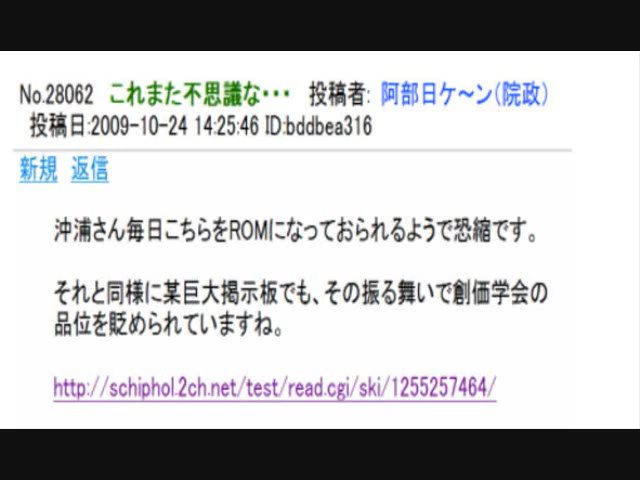 No.28062 これまた不思議な・・・ 投稿者: 阿部日ケ～ン(院政)
投稿日:2009-10-24 14:25:46 ID:bddbea316
新規 返信
沖浦さん毎日こちらをROMになっておられるようで恐縮です。
それと同様に某巨大掲示板でも、その振る舞いで創価学会の
品位を貶められていますね。
http://schiphol.2ch.net/test/read.cgi/ski/1255257464/